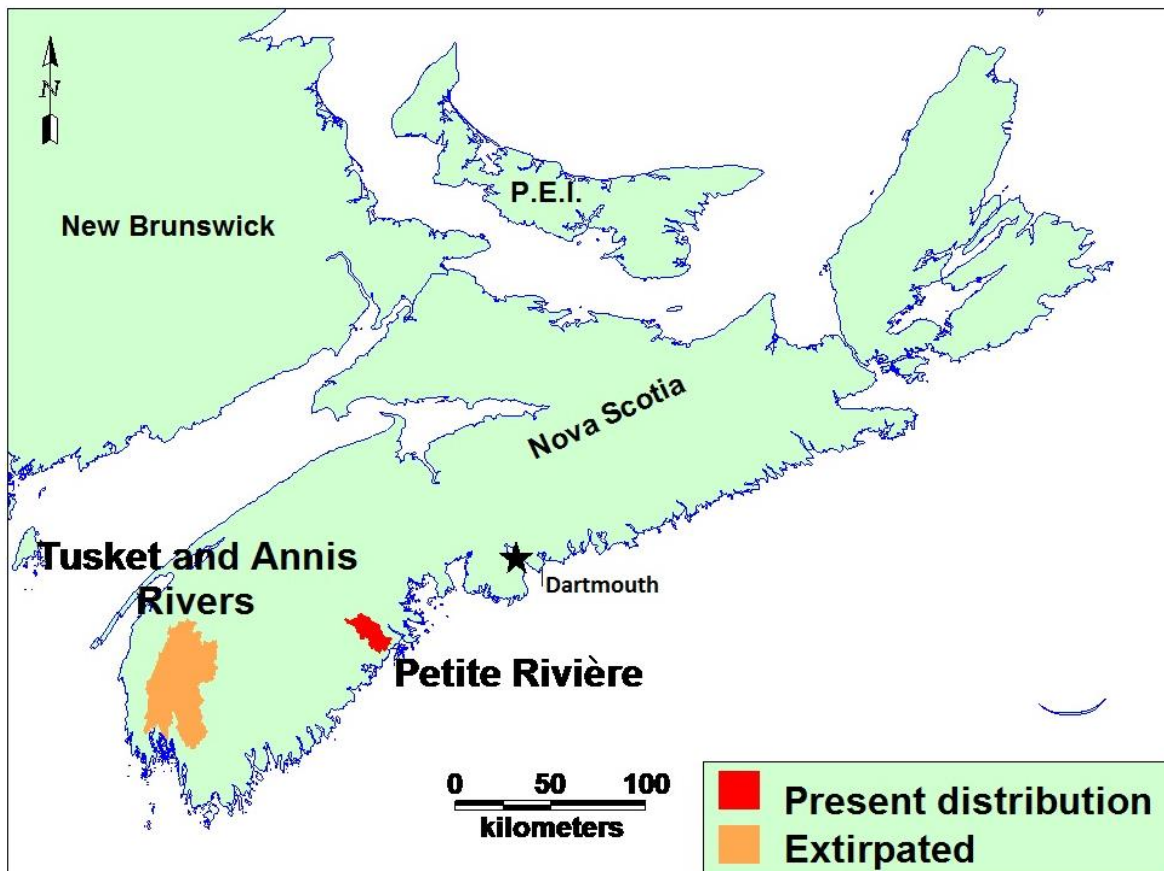 N
New Brunswick
P.E.I.
Nova Scotia
Tusket and Annis
Rivers
Dartmouth
Petite Rivière
0 50 100
kilometers
Present distribution
Extirpated